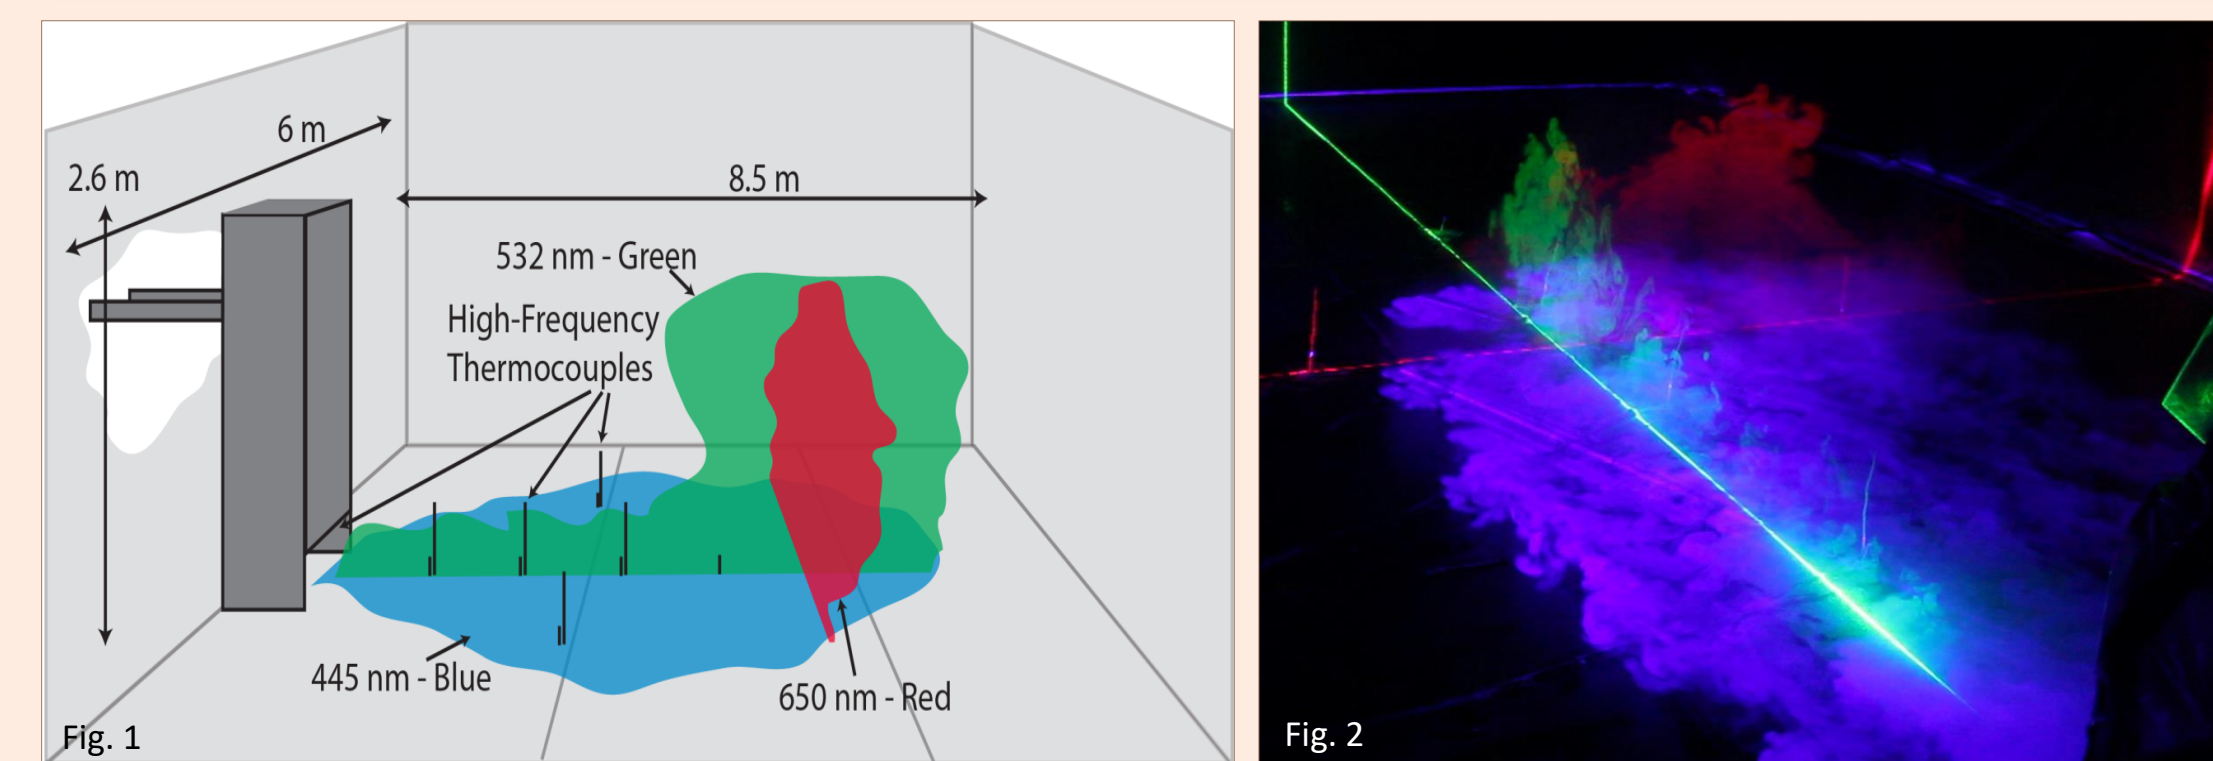 6 m
2.6 m
8.5 m
532 nm - Green
High-Frequency
Thermocouples
445 nm - Blue
650 nm - Red
Fig. 1
Fig. 2